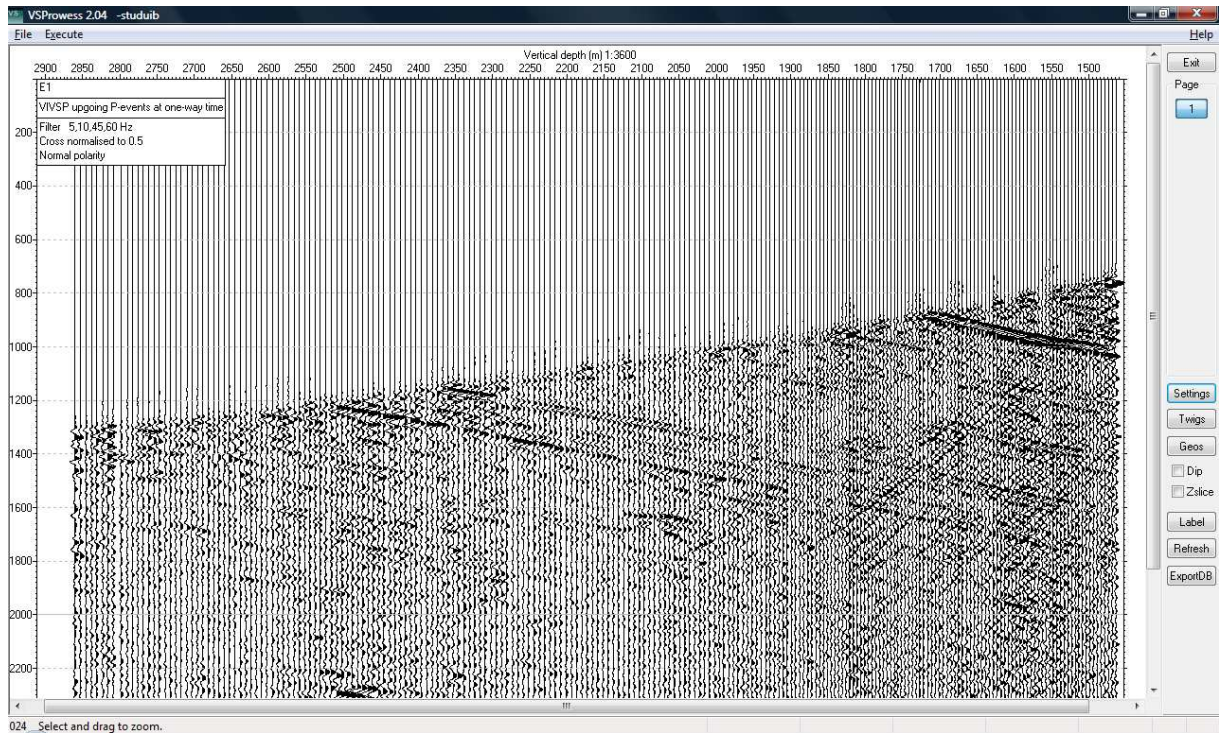 VSProwess 2.04 -studuib
File Execute Help
Vertical depth (m) 1:3600
2900 2850 2800 2750 2700 2650 2600 2550 2500 2450 2400 2350 2300 2250 2200 2150 2100 2050 2000 1950 1900 1850 1800 1750 1700 1650 1600 1550 1500
E1
VIVSP upgoing P-events at one-way time
Filter 5,10,45,60 Hz
Cross normalised to 0.5
Normal polarity
200
400
600
800
1000
1200
1400
1600
1800
2000
2200
Exit
Page
1
Settings
Twigs
Geos
Dip
Zslice
Label
Refresh
ExportDB
024 Select and drag to zoom.